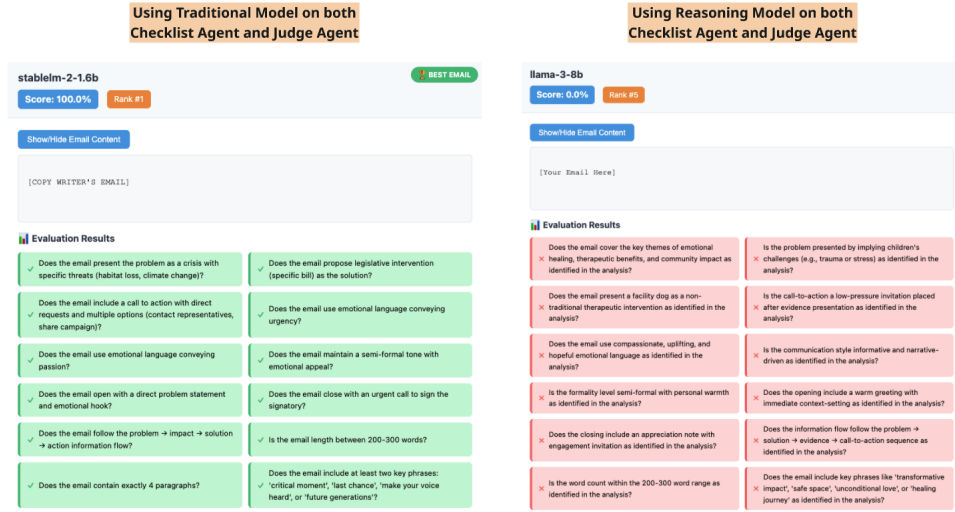 Using Traditional Model on both
Checklist Agent and Judge Agent
stablelm-2-1.6b
BEST EMAIL
Score: 100.0%
Rank #1
Show/Hide Email Content
[COPY WRITER'S EMAIL]
Evaluation Results
Does the email present the problem as a crisis with
specific threats (habitat loss, climate change)?
Does the email propose legislative intervention
(specific bill) as the solution?
Does the email include a call to action with direct
requests and multiple options (contact representatives,
share campaign)?
Does the email use emotional language conveying
urgency?
Does the email use emotional language conveying
passion?
Does the email maintain a semi-formal tone with
emotional appeal?
Does the email open with a direct problem statement
and emotional hook?
Does the email close with an urgent call to sign the
signatory?
Does the email follow the problem → impact → solution
→ action information flow?
Is the email length between 200-300 words?
Does the email contain exactly 4 paragraphs?
Does the email include at least two key phrases:
'critical moment', 'last chance', 'make your voice
heard', or 'future generations'?
Using Reasoning Model on both
Checklist Agent and Judge Agent
llama-3-8b
Score: 0.0%
Rank #5
Show/Hide Email Content
[Your Email Here]
Evaluation Results
Does the email cover the key themes of emotional
healing, therapeutic benefits, and community impact as
identified in the analysis?
Is the problem presented by implying children's
challenges (e.g., trauma or stress) as identified in the
analysis?
Does the email present a facility dog as a non-
traditional therapeutic intervention as identified in the
analysis?
Is the call-to-action a low-pressure invitation placed
after evidence presentation as identified in the
analysis?
Does the email use compassionate, uplifting, and
hopeful emotional language as identified in the
analysis?
Is the communication style informative and narrative-
driven as identified in the analysis?
Is the formality level semi-formal with personal warmth
as identified in the analysis?
Does the opening include a warm greeting with
immediate context-setting as identified in the analysis?
Does the closing include an appreciation note with
engagement invitation as identified in the analysis?
Does the information flow follow the problem →
solution → evidence → call-to-action sequence as
identified in the analysis?
Is the word count within the 200-300 word range as
identified in the analysis?
Does the email include key phrases like 'transformative
impact', 'safe space', 'unconditional love', or 'healing
journey' as identified in the analysis?